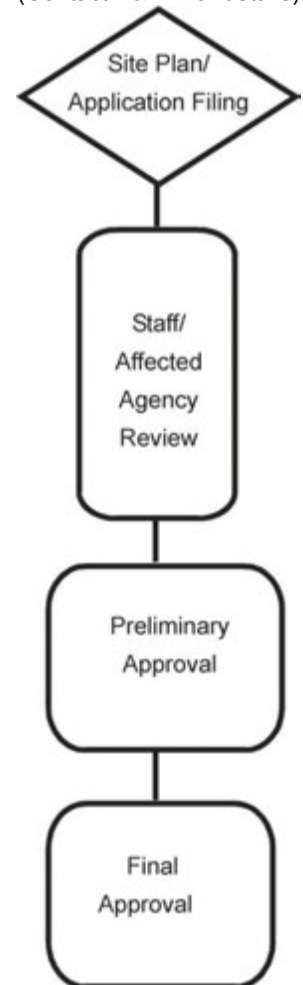 Site Plan/
Application Filing
Staff/
Affected
Agency
Review
Preliminary
Approval
Final
Approval